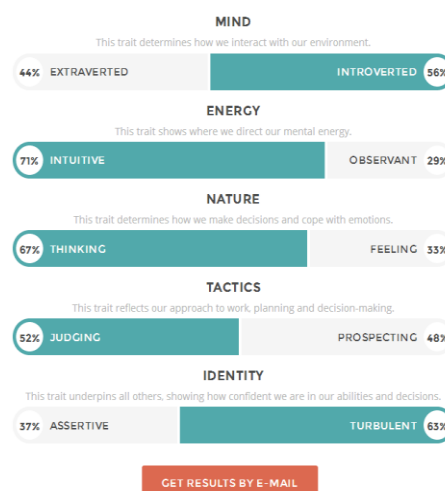 MIND
This trait determines how we interact with our environment.
44% EXTRAVERTED INTROVERTED 56%
ENERGY
This trait shows where we direct our mental energy.
71% INTUITIVE OBSERVANT 29%
NATURE
This trait determines how we make decisions and cope with emotions.
67% THINKING FEELING 33%
TACTICS
This trait reflects our approach to work, planning and decision-making.
52% JUDGING PROSPECTING 48%
IDENTITY
This trait underpins all others, showing how confident we are in our abilities and decisions.
37% ASSERTIVE TURBULENT 63%
GET RESULTS BY E-MAIL